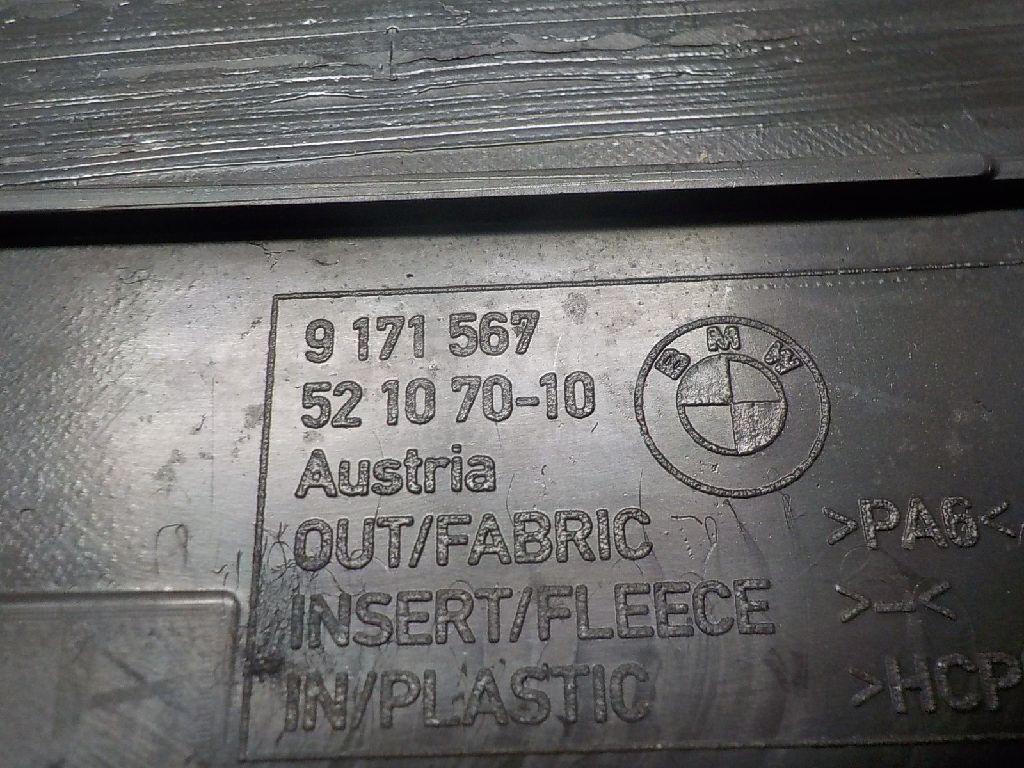 9 171 567
52 10 70-10
BMW
Austria
OUT/FABRIC >PA6<
INSERT/FLEECE >-<
IN/PLASTIC >HCP